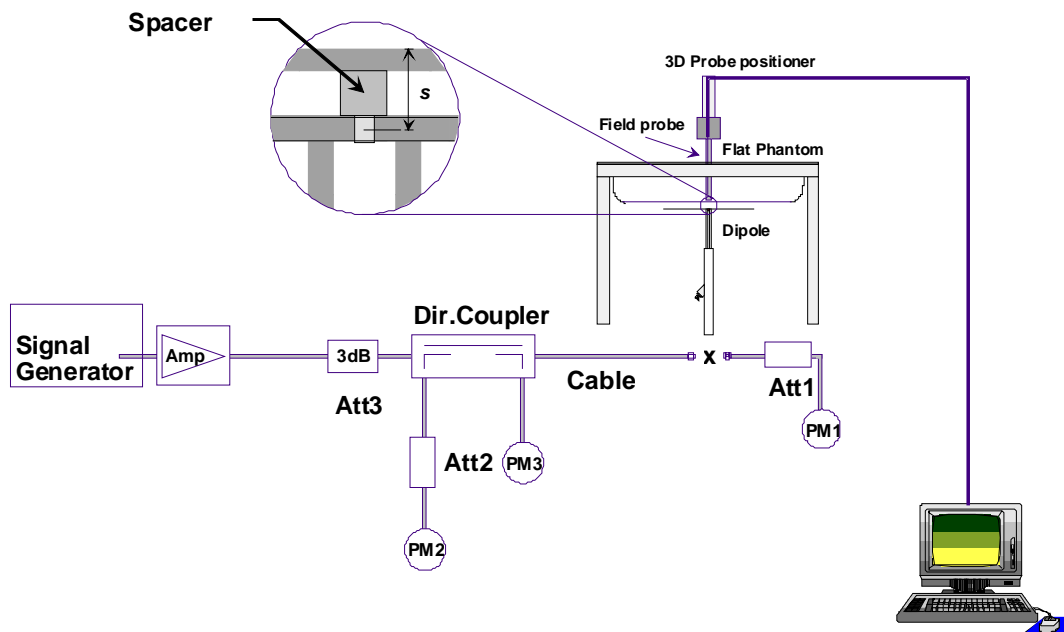 Spacer
s
3D Probe positioner
Field probe
Flat Phantom
Dipole
Signal
Generator
Amp
3dB
Att3
Dir.Coupler
Cable
x
Att1
PM1
Att2
PM3
PM2